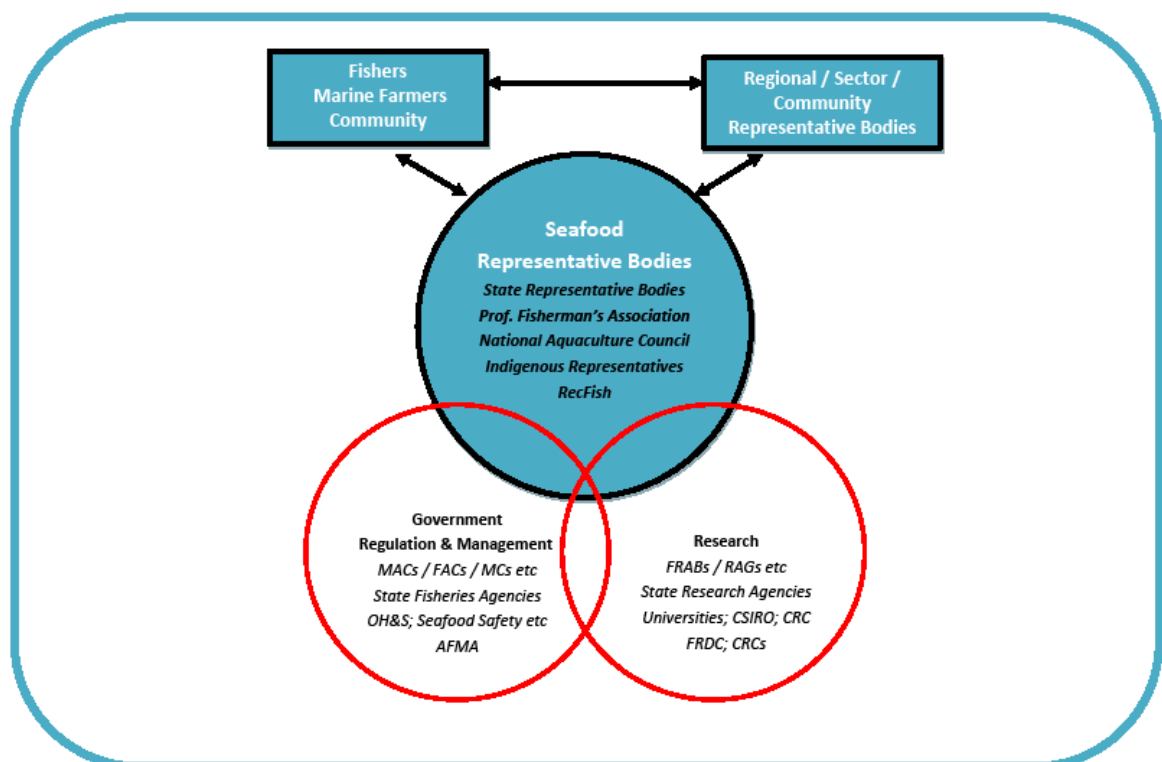 Fishers
Marine Farmers
Community
Regional / Sector /
Community
Representative Bodies
Seafood
Representative Bodies
State Representative Bodies
Prof. Fisherman's Association
National Aquaculture Council
Indigenous Representatives
RecFish
Government
Regulation & Management
MACs / FACs / MCs etc
State Fisheries Agencies
OH&S; Seafood Safety etc
AFMA
Research
FRABs / RAGs etc
State Research Agencies
Universities; CSIRO; CRC
FRDC; CRCs